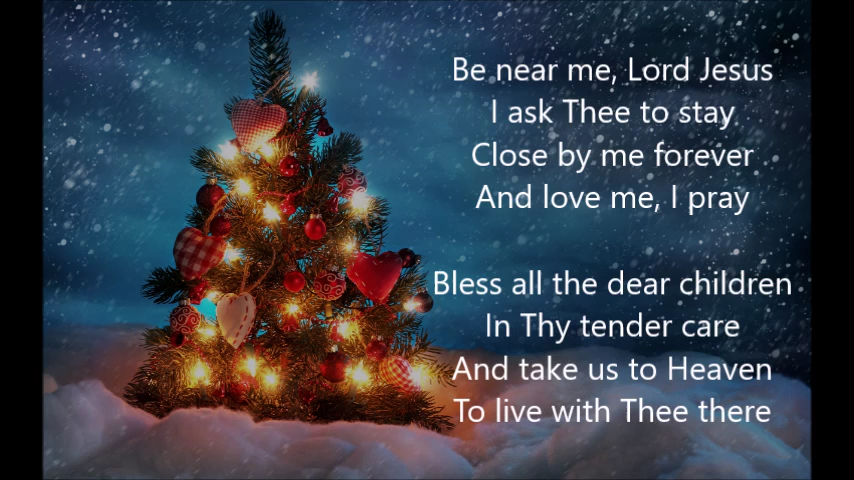 Be near me, Lord Jesus
I ask Thee to stay
Close by me forever
And love me, I pray
Bless all the dear children
In Thy tender care
And take us to Heaven
To live with Thee there